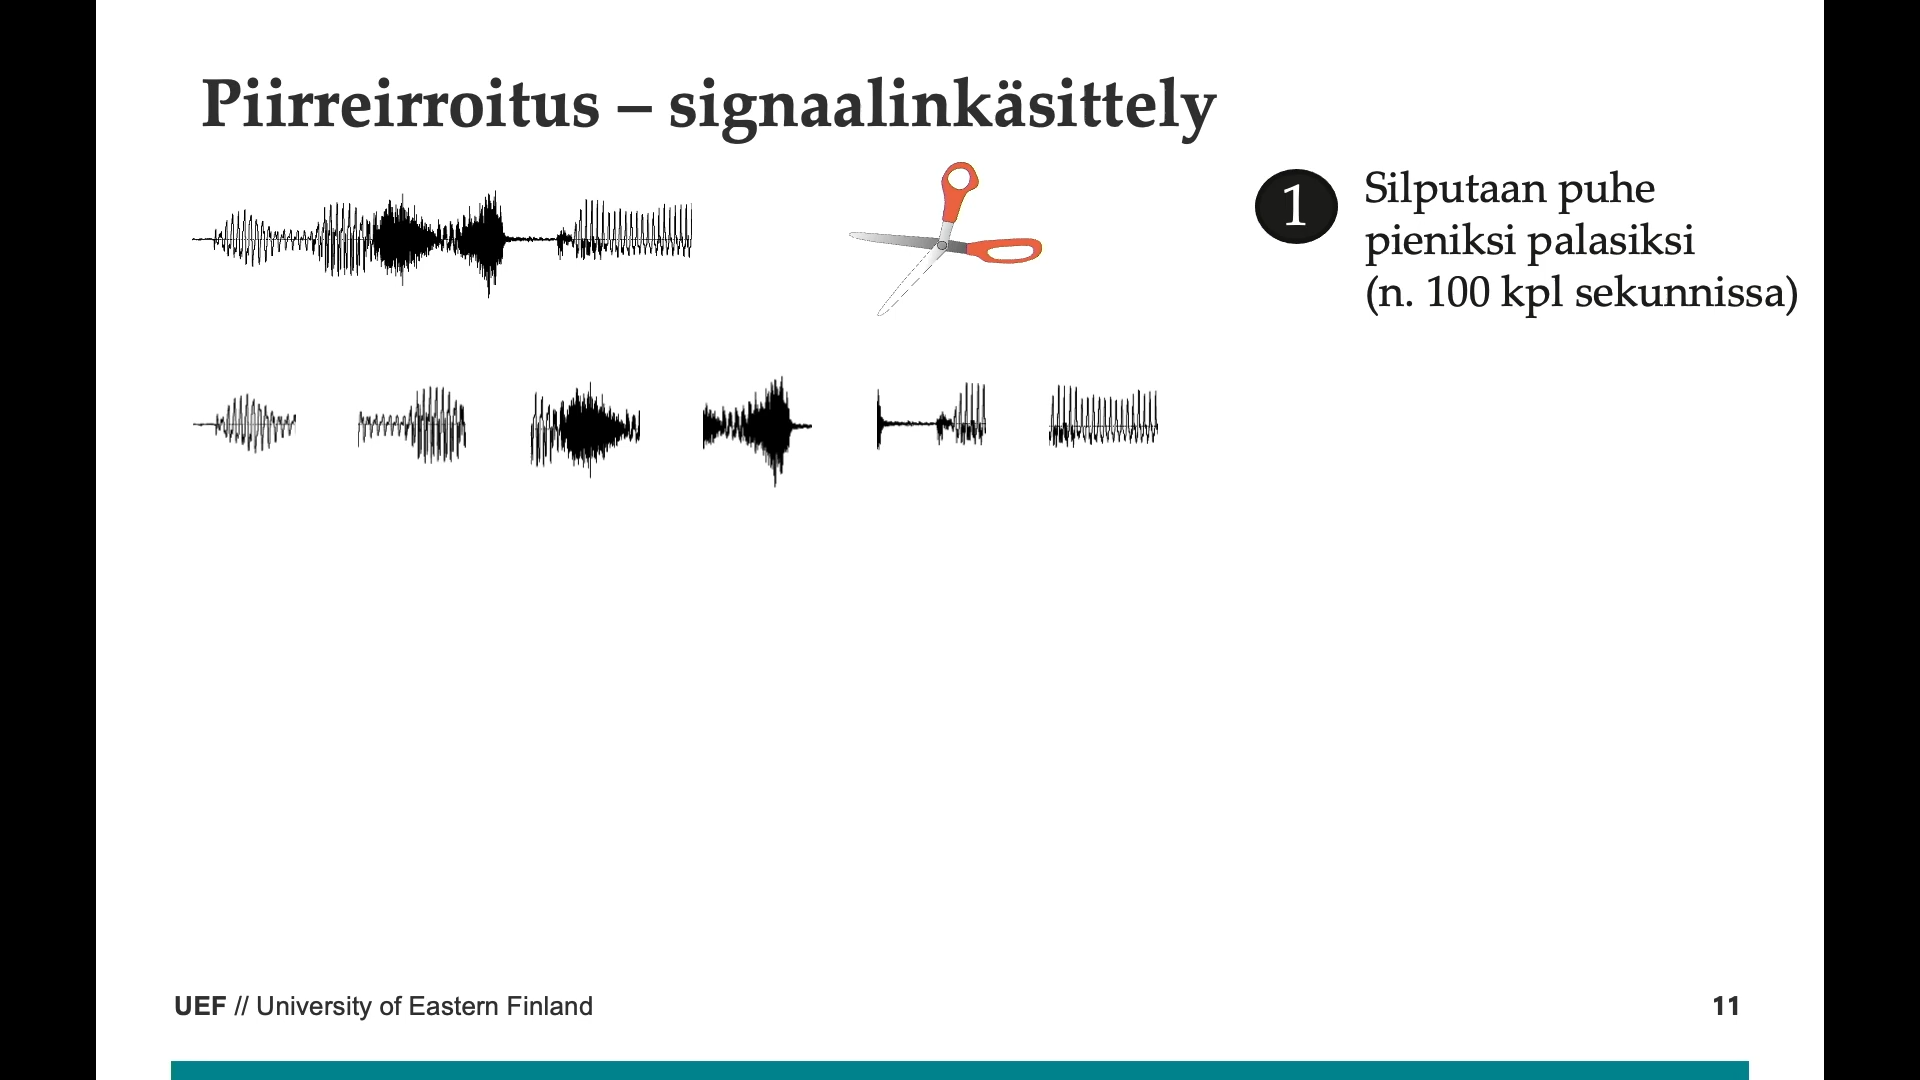 Piirreirroitus – signaalinkäsittely
1
Silputaan puhe
pieniksi palasiksi
(n. 100 kpl sekunnissa)
UEF // University of Eastern Finland
11